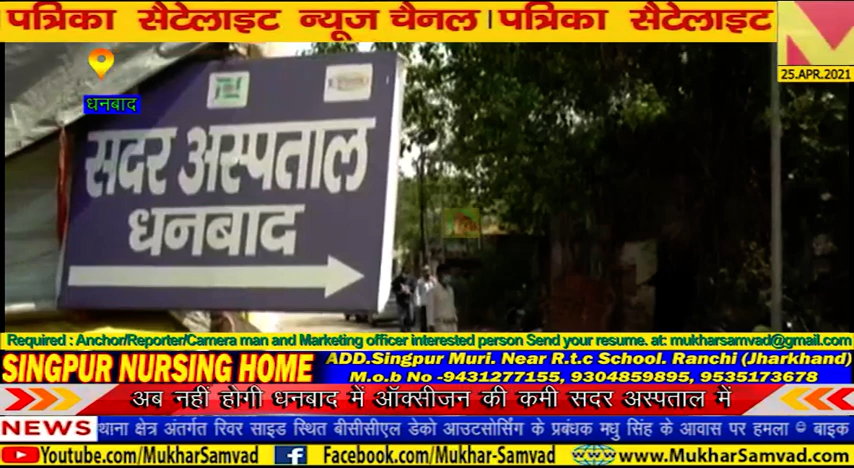 पत्रिका सैटेलाइट न्यूज चैनल । पत्रिका सैटेलाइट
M
25.APR.2021
धनबाद
सदर अस्पताल
धनबाद
Required : Anchor/Reporter/Camera man and Marketing officer interested person Send your resume. at: mukharsamvad@gmail.com
SINGPUR NURSING HOME
ADD.Singpur Muri. Near R.t.c School. Ranchi (Jharkhand)
M.o.b No -9431277155, 9304859895, 9535173678
अब नहीं होगी धनबाद में ऑक्सीजन की कमी सदर अस्पताल में
NEWS
थाना क्षेत्र अंतर्गत रिवर साइड स्थित बीसीसीएल डेको आउटसोर्सिंग के प्रबंधक मधु सिंह के आवास पर हमला बाइक
Youtube.com/MukharSamvad
Facebook.com/Mukhar-Samvad
www.MukharSamvad.com